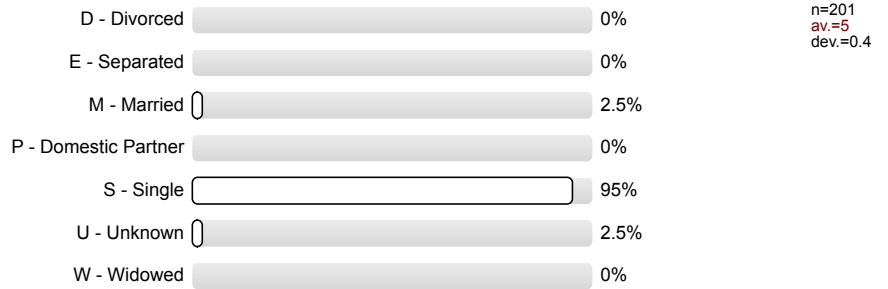 D - Divorced 0%
E - Separated 0%
M - Married 2.5%
P - Domestic Partner 0%
S - Single 95%
U - Unknown 2.5%
W - Widowed 0%
n=201
av.=5
dev.=0.4